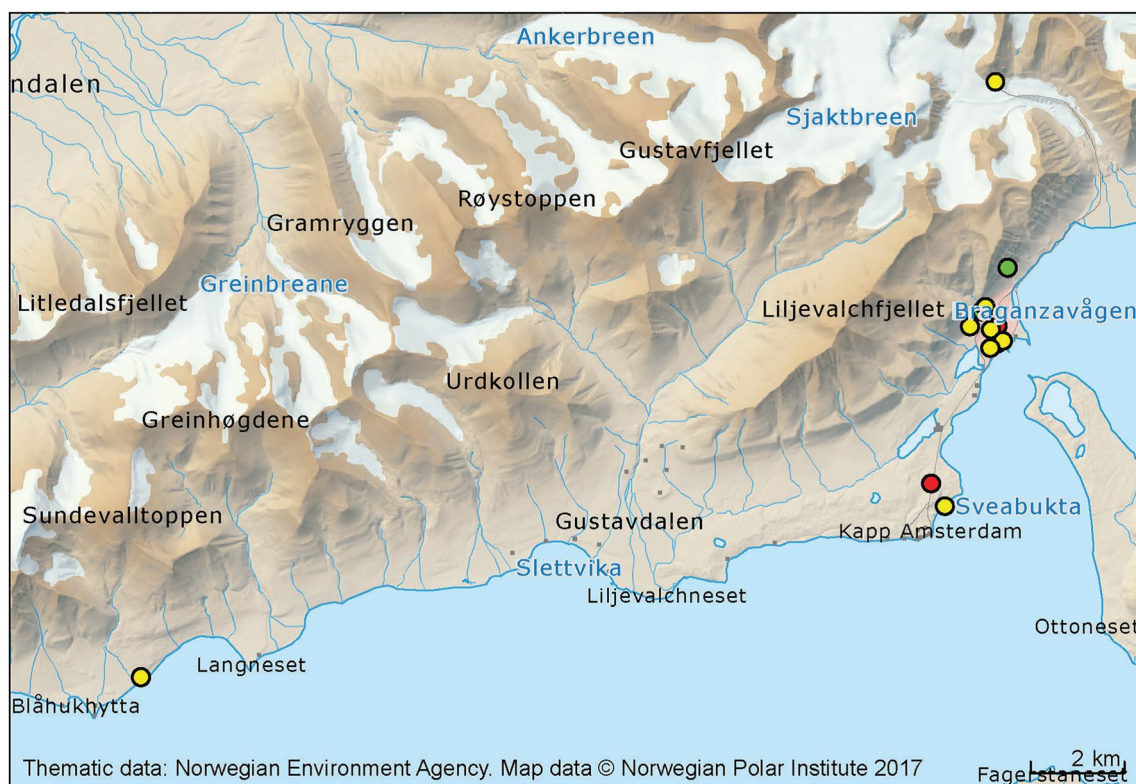 Ankerbreen
ndalen
Sjaktbreen
Gustavfjellet
Røystoppen
Gramryggen
Greinbreane
Litledalsfjellet
Liljevalchfjellet
Braganzavågen
Urdkollen
Greinhøgdene
Sundevalltoppen
Gustavdalen
Sveabukta
Kapp Amsterdam
Slettvika
Liljevalchneset
Ottoneset
Langneset
Blåhukhytta
2 km
Thematic data: Norwegian Environment Agency. Map data © Norwegian Polar Institute 2017
Fagerstaneset